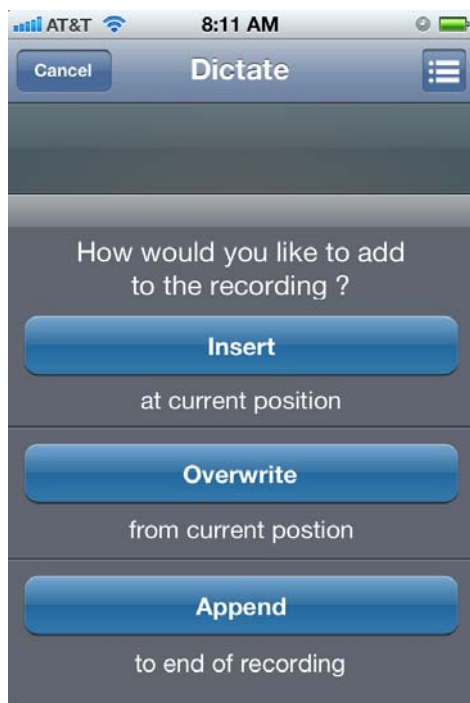 AT&T 8:11 AM
Cancel Dictate
How would you like to add
to the recording ?
Insert
at current position
Overwrite
from current postion
Append
to end of recording